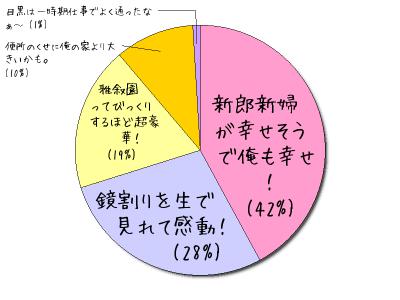 目黒は一時期仕事でよく通ったな
ぁ～ (1%)
便所のくせに俺の家より大
きいかも。
(10%)
雅叙園
ってびっくり
するほど超豪
華！
(19%)
新郎新婦
が幸せそう
で俺も幸せ
！
(42%)
鏡割りを生で
見れて感動！
(28%)